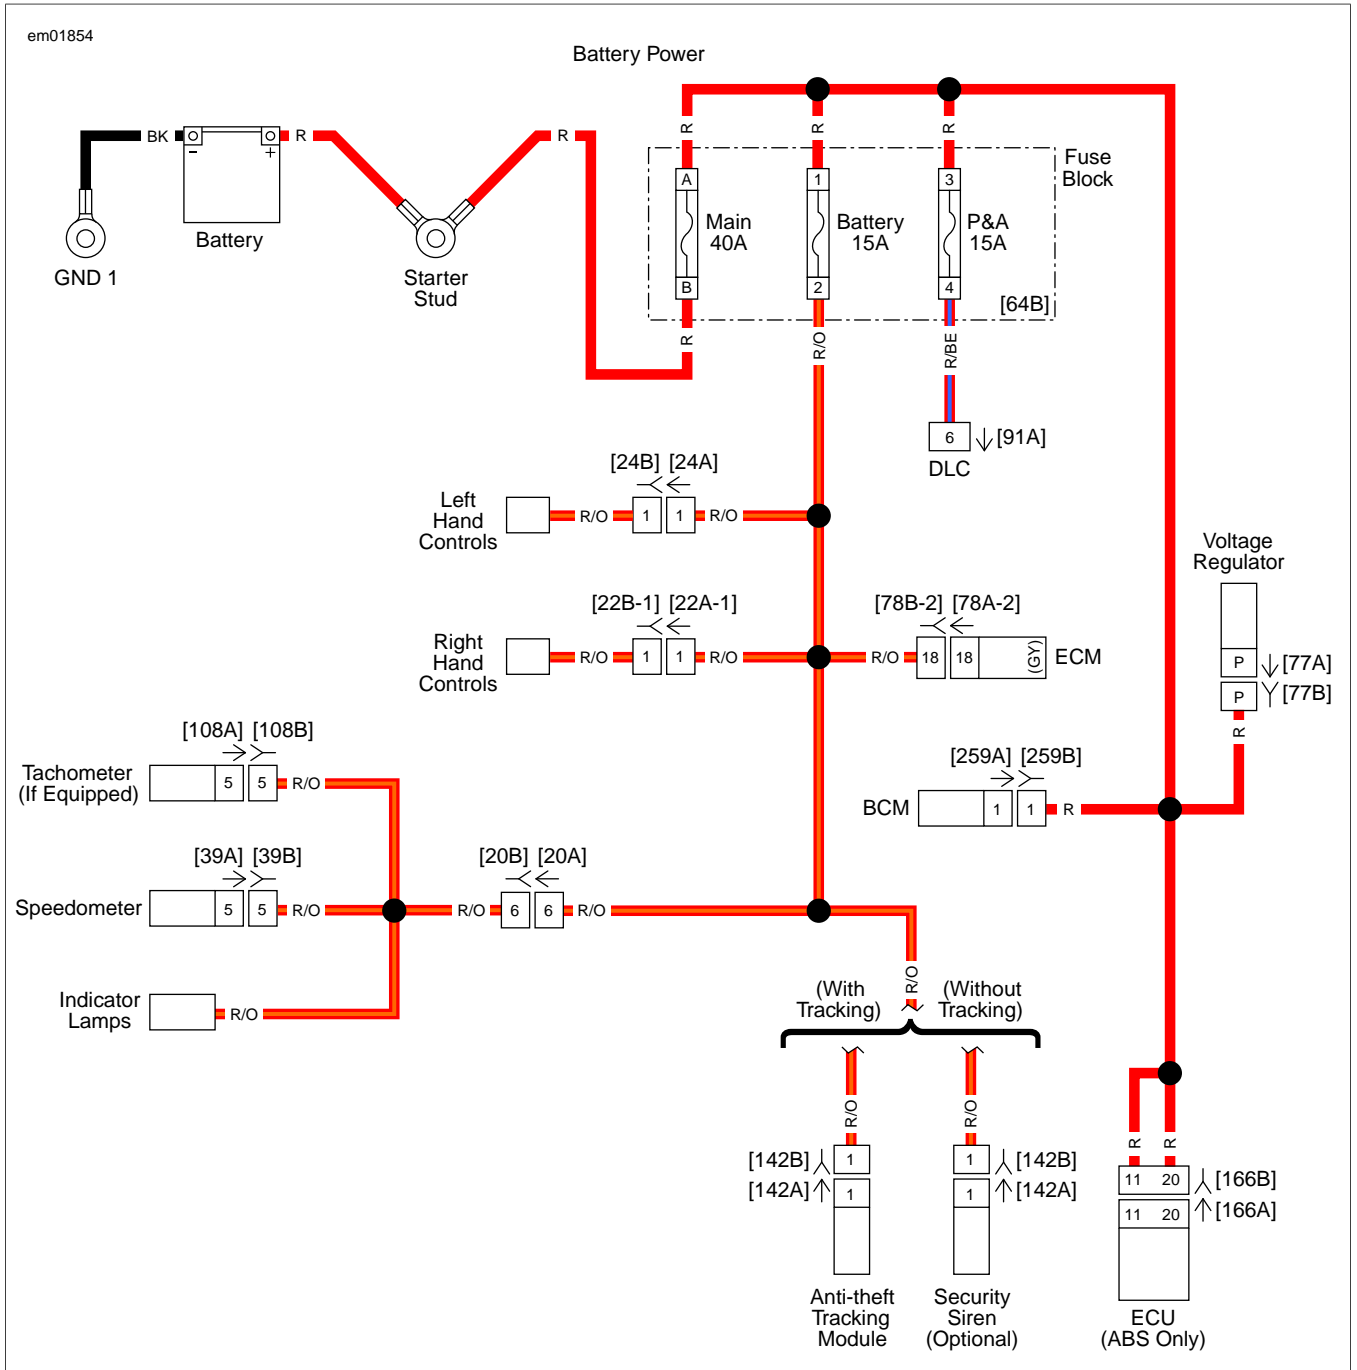 em01854
Battery Power
BK
R
R
R
R
R
-
+
Battery
GND 1
Starter
Stud
Fuse
Block
A
1
3
Main
40A
Battery
15A
P&A
15A
B
2
4
[64B]
R
R/O
R/BE
6
[91A]
DLC
[24B] [24A]
Left
Hand
Controls
R/O
1
1
R/O
Voltage
Regulator
[22B-1] [22A-1]
[78B-2] [78A-2]
Right
Hand
Controls
R/O
1
1
R/O
R/O
18
18
(GY)
ECM
P
[77A]
P
[77B]
R
[108A] [108B]
Tachometer
(If Equipped)
5
5
R/O
[259A] [259B]
BCM
1
1
R
[39A] [39B]
[20B] [20A]
Speedometer
5
5
R/O
R/O
6
6
R/O
Indicator
Lamps
R/O
R/O
(With
Tracking)
(Without
Tracking)
R/O
R/O
R
R
[142B]
1
1
[142B]
[142A]
1
1
[142A]
11
20
[166B]
11
20
[166A]
Anti-theft
Tracking
Module
Security
Siren
(Optional)
ECU
(ABS Only)